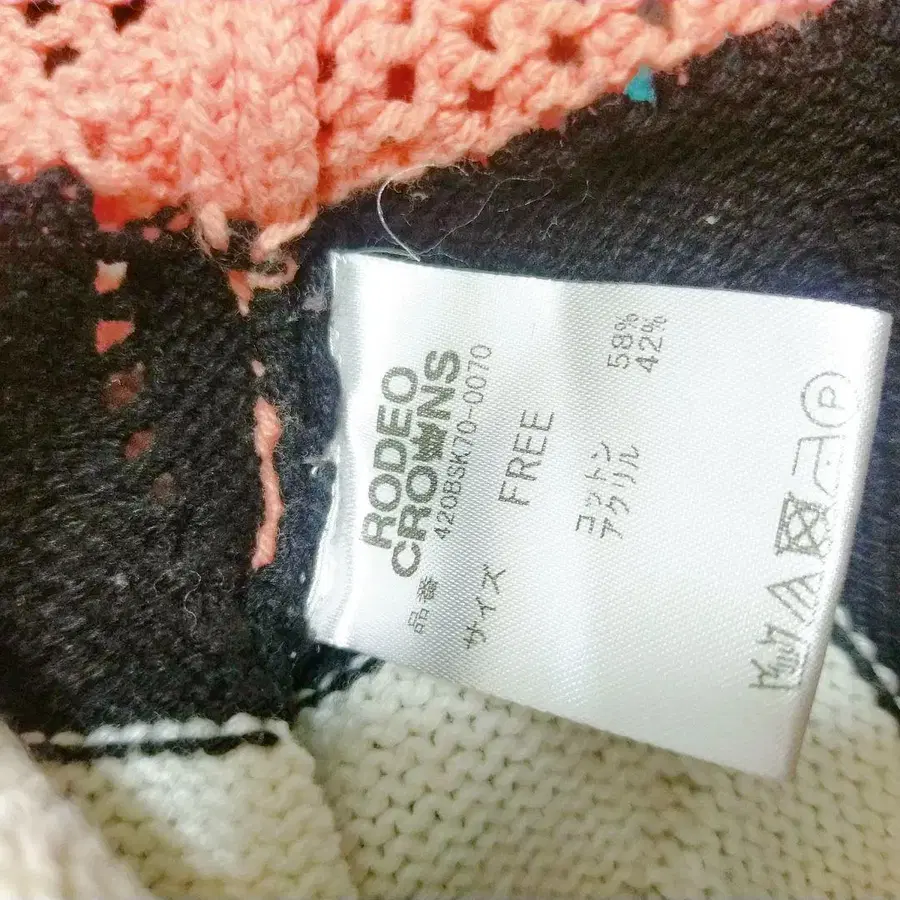 RODEO
CROWNS
品番 420BSK70-0070
サイズ FREE
コットン 58%
アクリル 42%
P